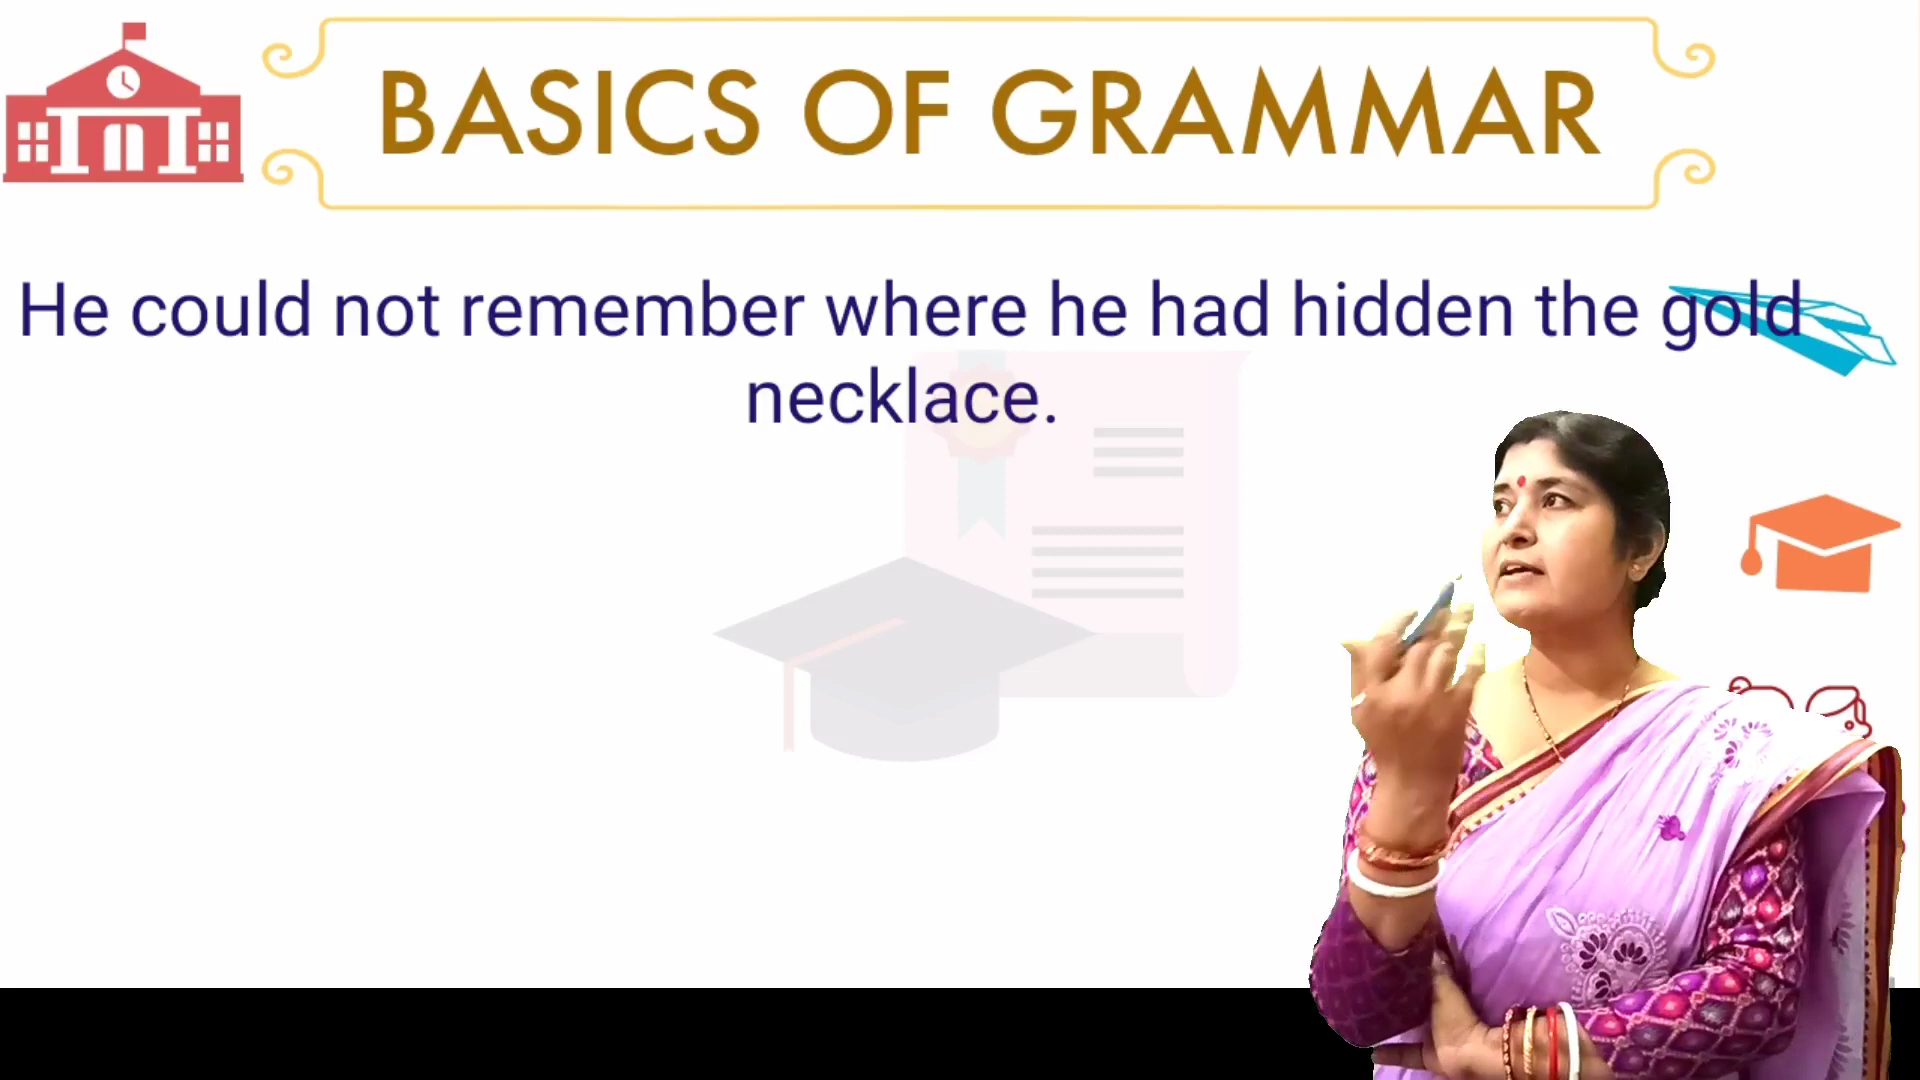 BASICS OF GRAMMAR
He could not remember where he had hidden the gold
necklace.